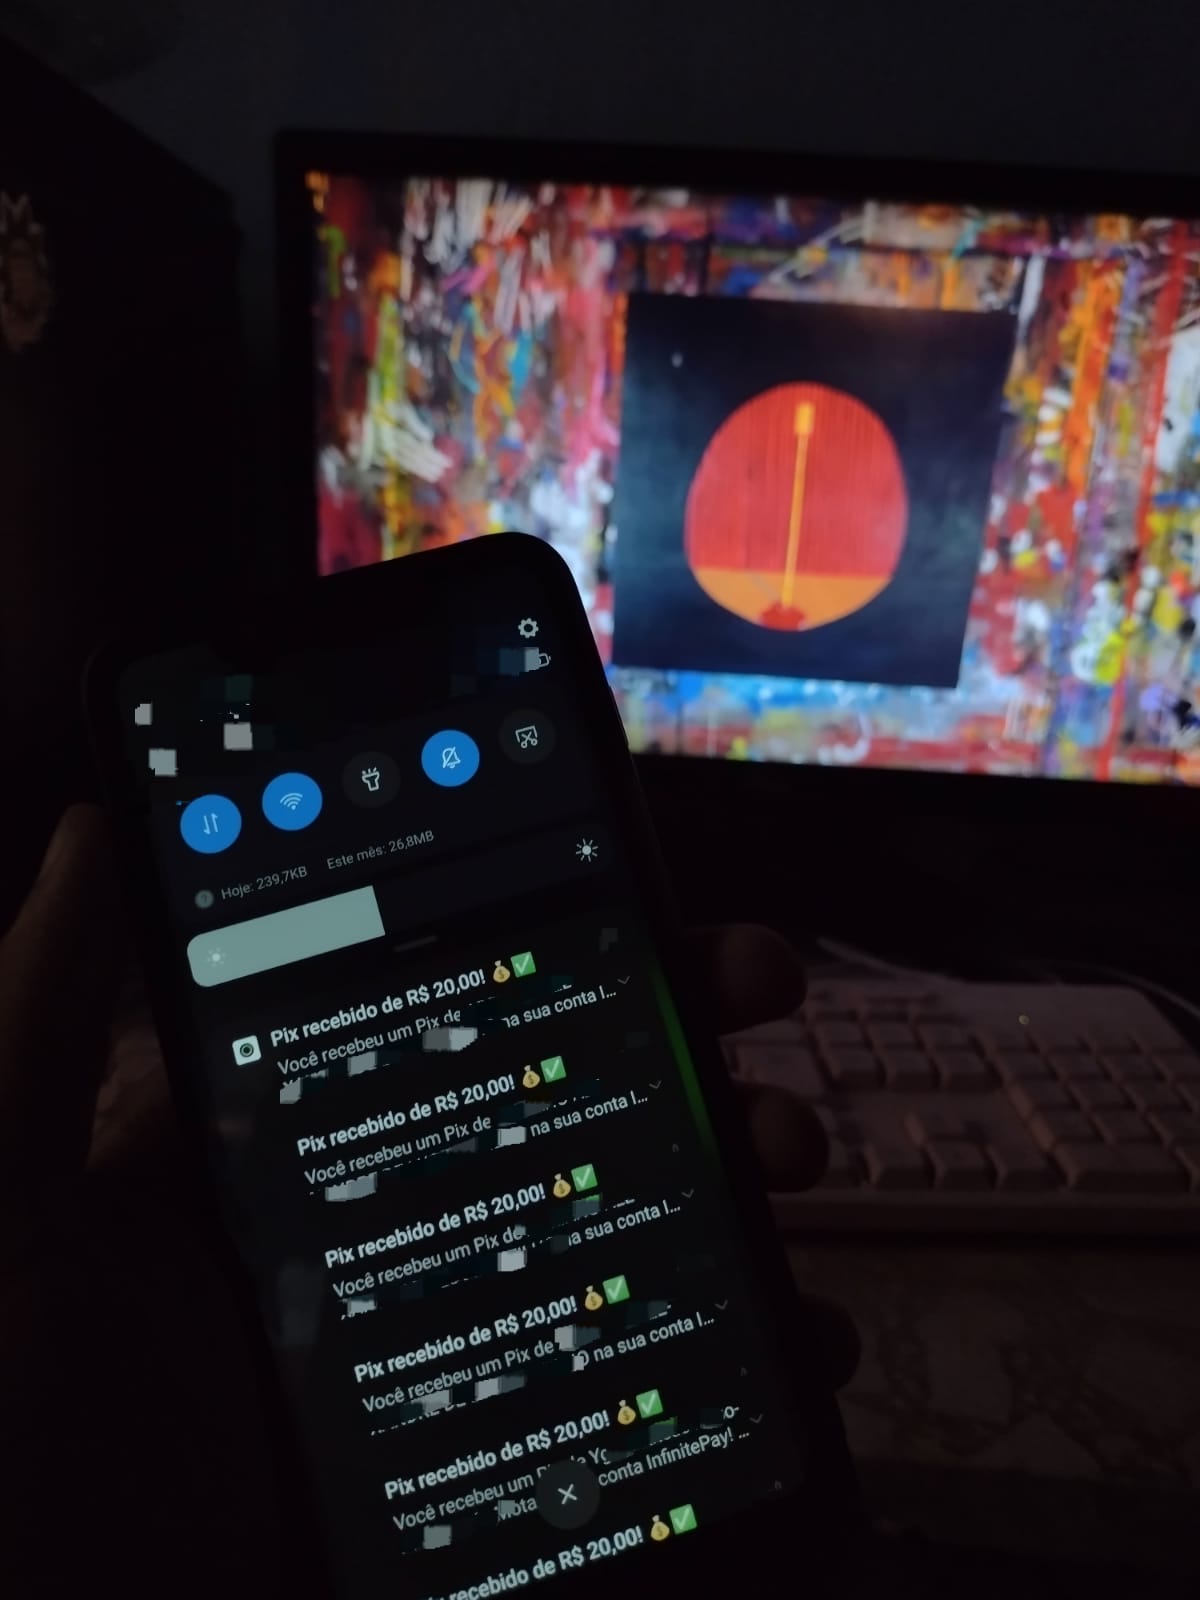 Hoje: 239,7KB Este mês: 26,8MB
Pix recebido de R$ 20,00! 💰✅
Você recebeu um Pix de na sua conta I...
Pix recebido de R$ 20,00! 💰✅
Você recebeu um Pix de na sua conta I...
Pix recebido de R$ 20,00! 💰✅
Você recebeu um Pix de sua conta I...
Pix recebido de R$ 20,00! 💰✅
Você recebeu um Pix de na sua conta I...
Pix recebido de R$ 20,00! 💰✅
Você recebeu um conta InfinitePay! ...
recebido de R$ 20,00! 💰✅